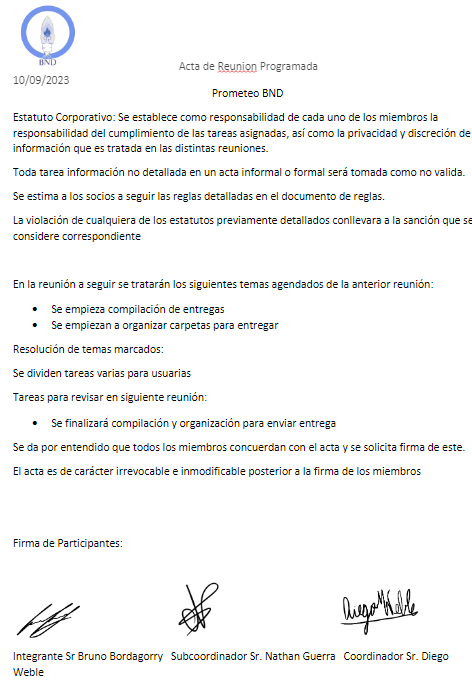 BND
Acta de Reunion Programada
10/09/2023
Prometeo BND
Estatuto Corporativo: Se establece como responsabilidad de cada uno de los miembros la
responsabilidad del cumplimiento de las tareas asignadas, así como la privacidad y discreción de
información que es tratada en las distintas reuniones.
Toda tarea información no detallada en un acta informal o formal será tomada como no valida.
Se estima a los socios a seguir las reglas detalladas en el documento de reglas.
La violación de cualquiera de los estatutos previamente detallados conllevara a la sanción que se
considere correspondiente
En la reunión a seguir se tratarán los siguientes temas agendados de la anterior reunión:
• Se empieza compilación de entregas
• Se empiezan a organizar carpetas para entregar
Resolución de temas marcados:
Se dividen tareas varias para usuarias
Tareas para revisar en siguiente reunión:
• Se finalizará compilación y organización para enviar entrega
Se da por entendido que todos los miembros concuerdan con el acta y se solicita firma de este.
El acta es de carácter irrevocable e inmodificable posterior a la firma de los miembros
Firma de Participantes:
Diego Weble
Integrante Sr Bruno Bordagorry Subcoordinador Sr. Nathan Guerra Coordinador Sr. Diego
Weble